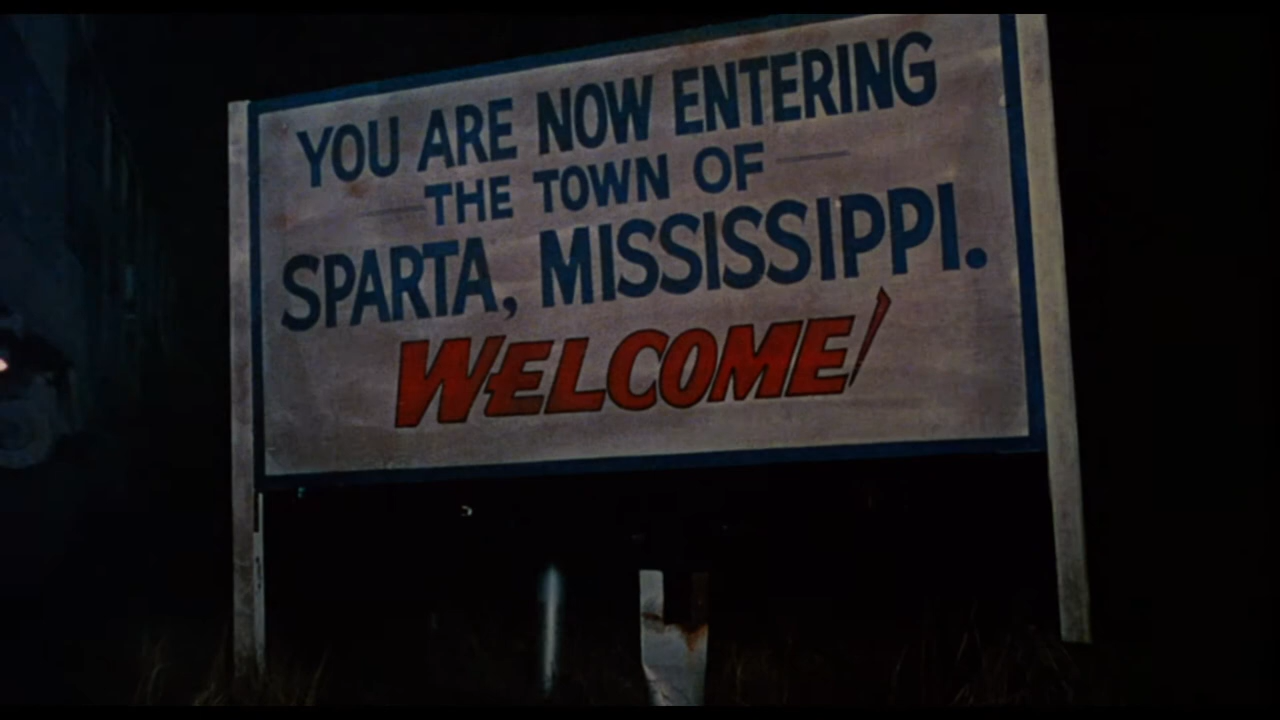 YOU ARE NOW ENTERING
THE TOWN OF
SPARTA, MISSISSIPPI.
WELCOME!